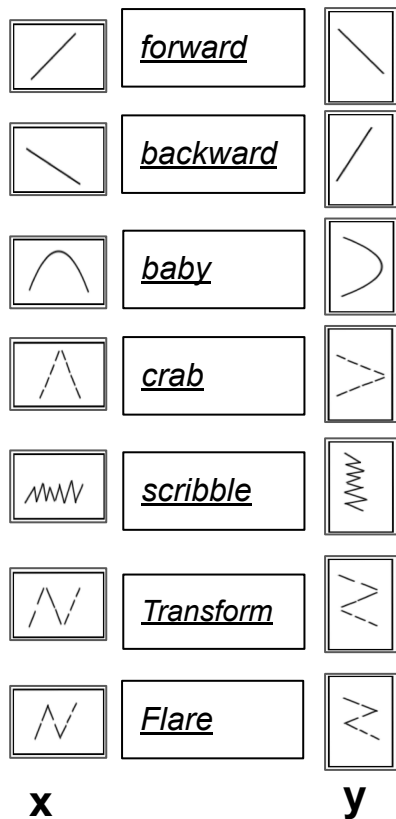 forward
backward
baby
crab
scribble
Transform
Flare
x y